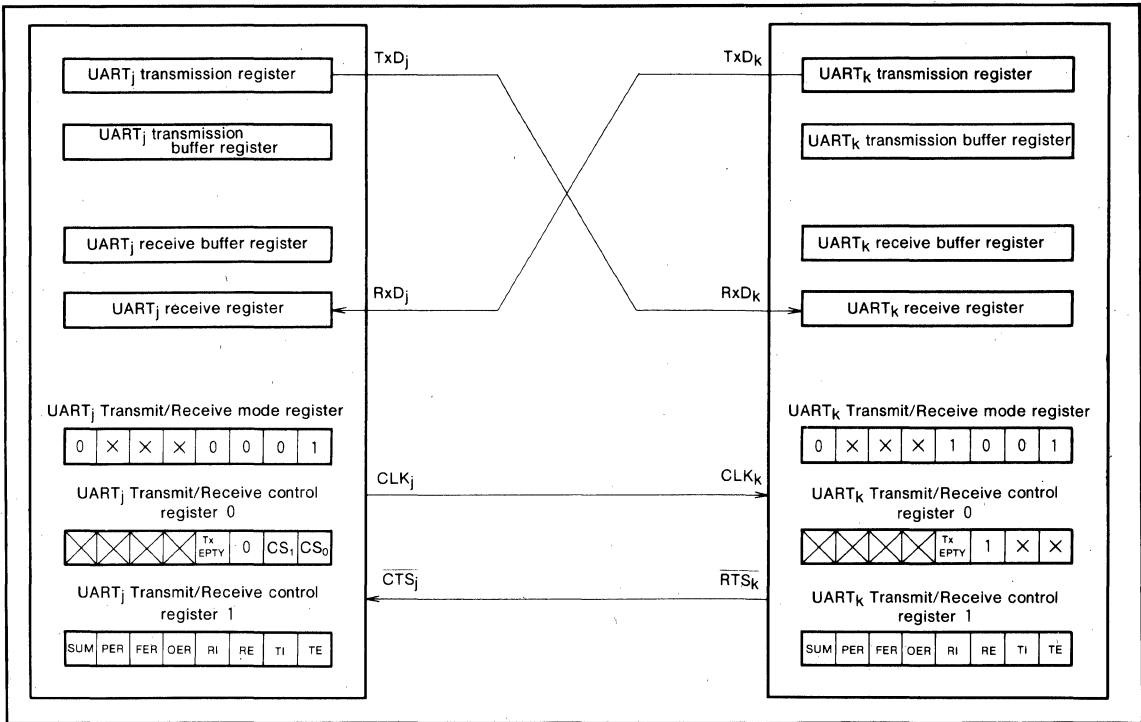 TxDj
TxDk
UARTj transmission register
UARTk transmission register
UARTj transmission
buffer register
UARTk transmission buffer register
UARTj receive buffer register
UARTk receive buffer register
RxDj
RxDk
UARTj receive register
UARTk receive register
UARTj Transmit/Receive mode register
0 × × × 0 0 0 1
UARTk Transmit/Receive mode register
0 × × × 1 0 0 1
CLKj
CLKk
UARTj Transmit/Receive control
register 0
Tx
EPTY 0 CS1 CS0
UARTk Transmit/Receive control
register 0
Tx
EPTY 1 × ×
CTSj
RTSk
UARTj Transmit/Receive control
register 1
SUM PER FER OER RI RE TI TE
UARTk Transmit/Receive control
register 1
SUM PER FER OER RI RE TI TE